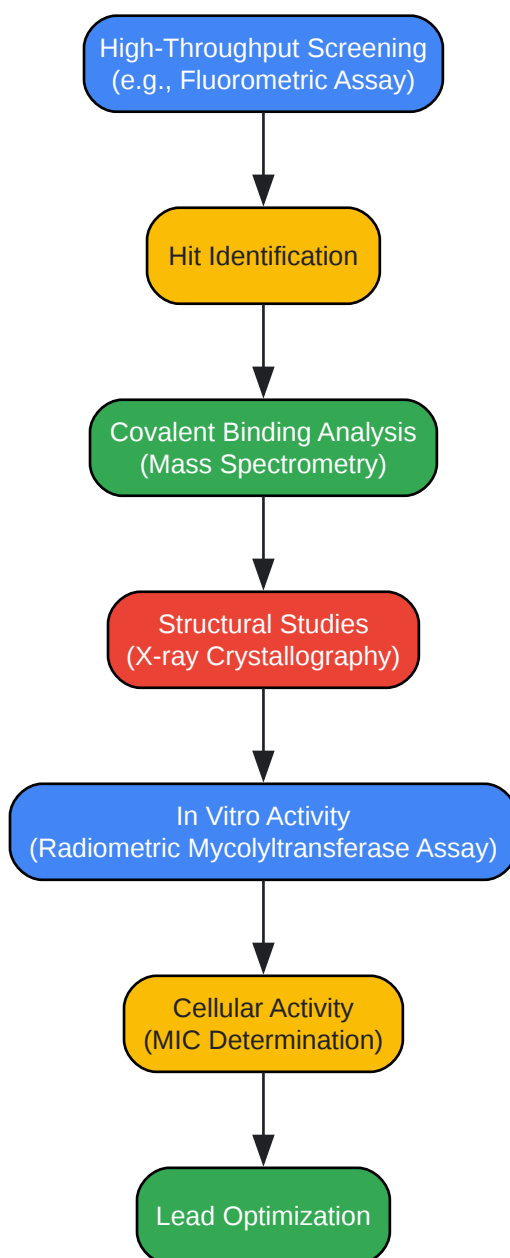 High-Throughput Screening
(e.g., Fluorometric Assay)
Hit Identification
Covalent Binding Analysis
(Mass Spectrometry)
Structural Studies
(X-ray Crystallography)
In Vitro Activity
(Radiometric Mycolyltransferase Assay)
Cellular Activity
(MIC Determination)
Lead Optimization